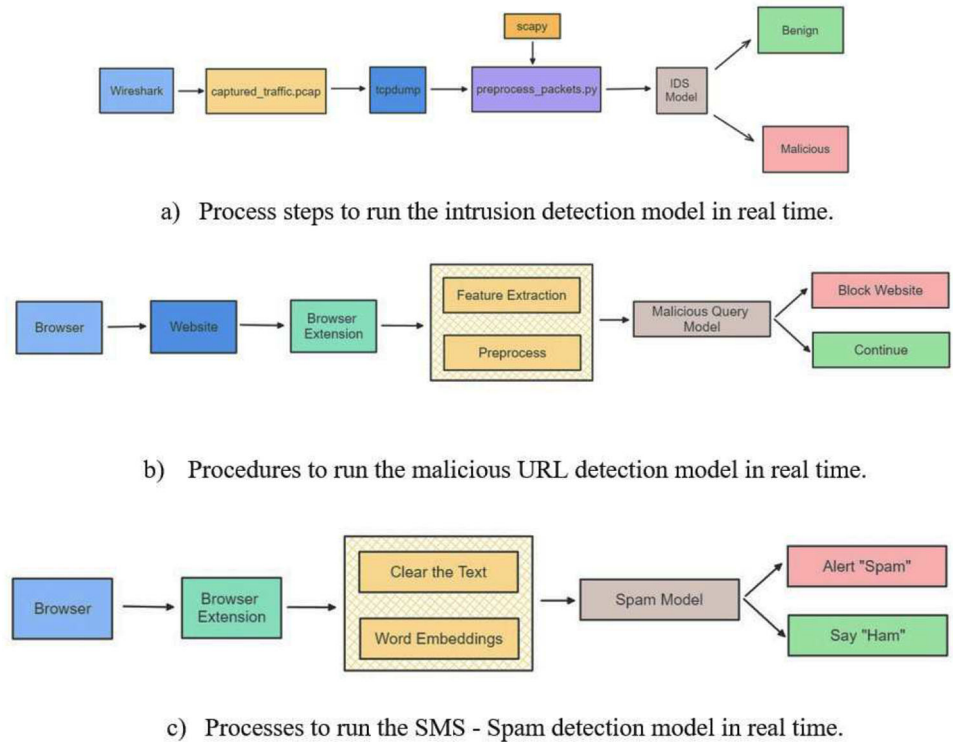 scapy
Benign
Wireshark
captured_traffic.pcap
tcpdump
preprocess_packets.py
IDS
Model
Malicious
a) Process steps to run the intrusion detection model in real time.
Browser
Website
Browser
Extension
Feature Extraction
Preprocess
Malicious Query
Model
Block Website
Continue
b) Procedures to run the malicious URL detection model in real time.
Browser
Browser
Extension
Clear the Text
Word Embeddings
Spam Model
Alert "Spam"
Say "Ham"
c) Processes to run the SMS - Spam detection model in real time.